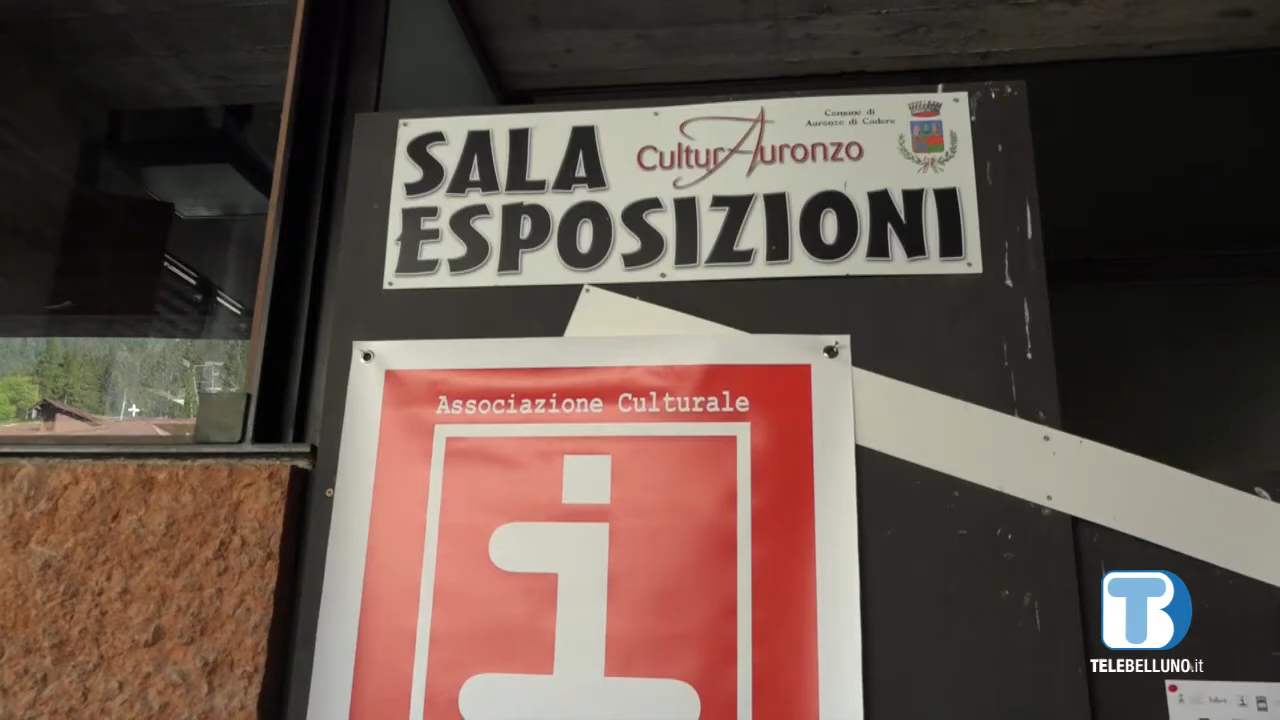 SALA
CulturAuronzo
Comune di
Auronzo di Cadore
ESPOSIZIONI
Associazione Culturale
i
TELEBELLUNO.it